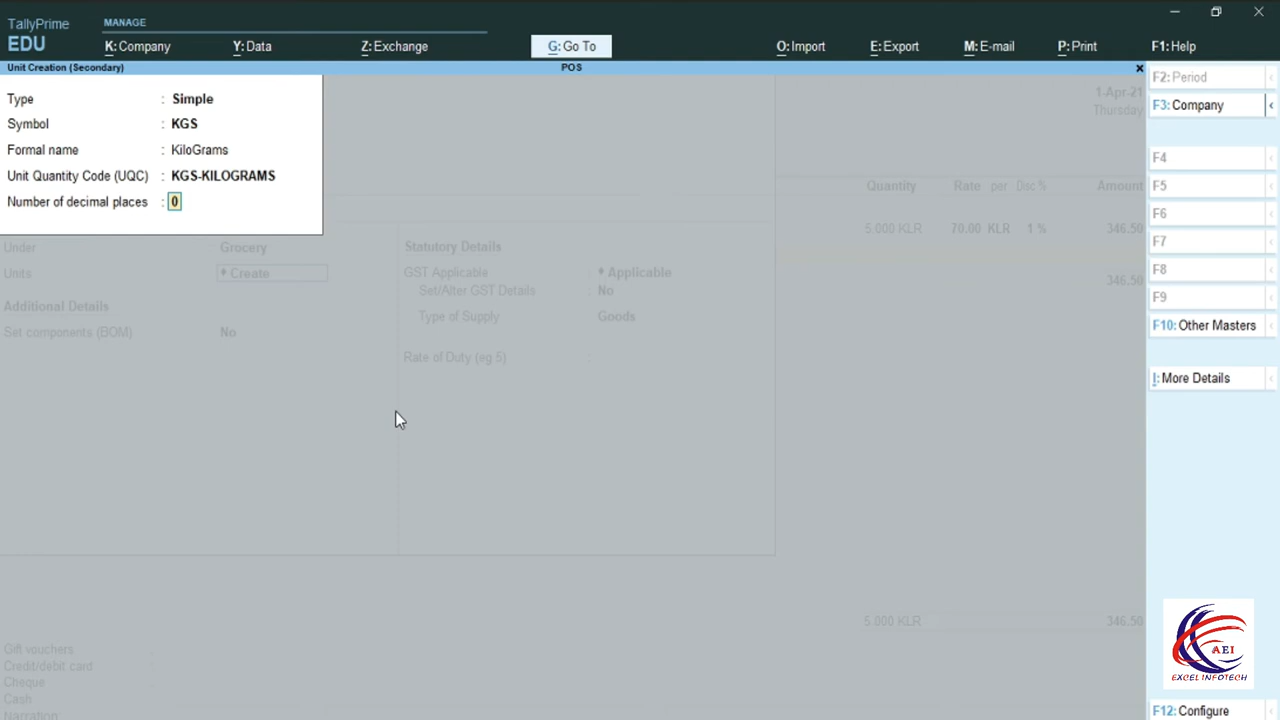 TallyPrime
EDU
MANAGE
K: Company
Y: Data
Z: Exchange
G: Go To
O: Import
E: Export
M: E-mail
P: Print
F1: Help
Unit Creation (Secondary)
POS
Type : Simple
Symbol : KGS
Formal name : KiloGrams
Unit Quantity Code (UQC) : KGS-KILOGRAMS
Number of decimal places : 0
1-Apr-21
Thursday
Quantity Rate per Disc % Amount
5.000 KLR 70.00 KLR 1 % 346.50
346.50
Under Grocery
Units ♦ Create
Additional Details
Set components (BOM) No
Statutory Details
GST Applicable : ♦ Applicable
Set/Alter GST Details : No
Type of Supply : Goods
Rate of Duty (eg 5) :
5.000 KLR 346.50
Gift vouchers :
Credit/debit card :
Cheque :
Cash :
Narration:
F2: Period
F3: Company
F4
F5
F6
F7
F8
F9
F10: Other Masters
I: More Details
F12: Configure
AEI
EXCEL INFOTECH